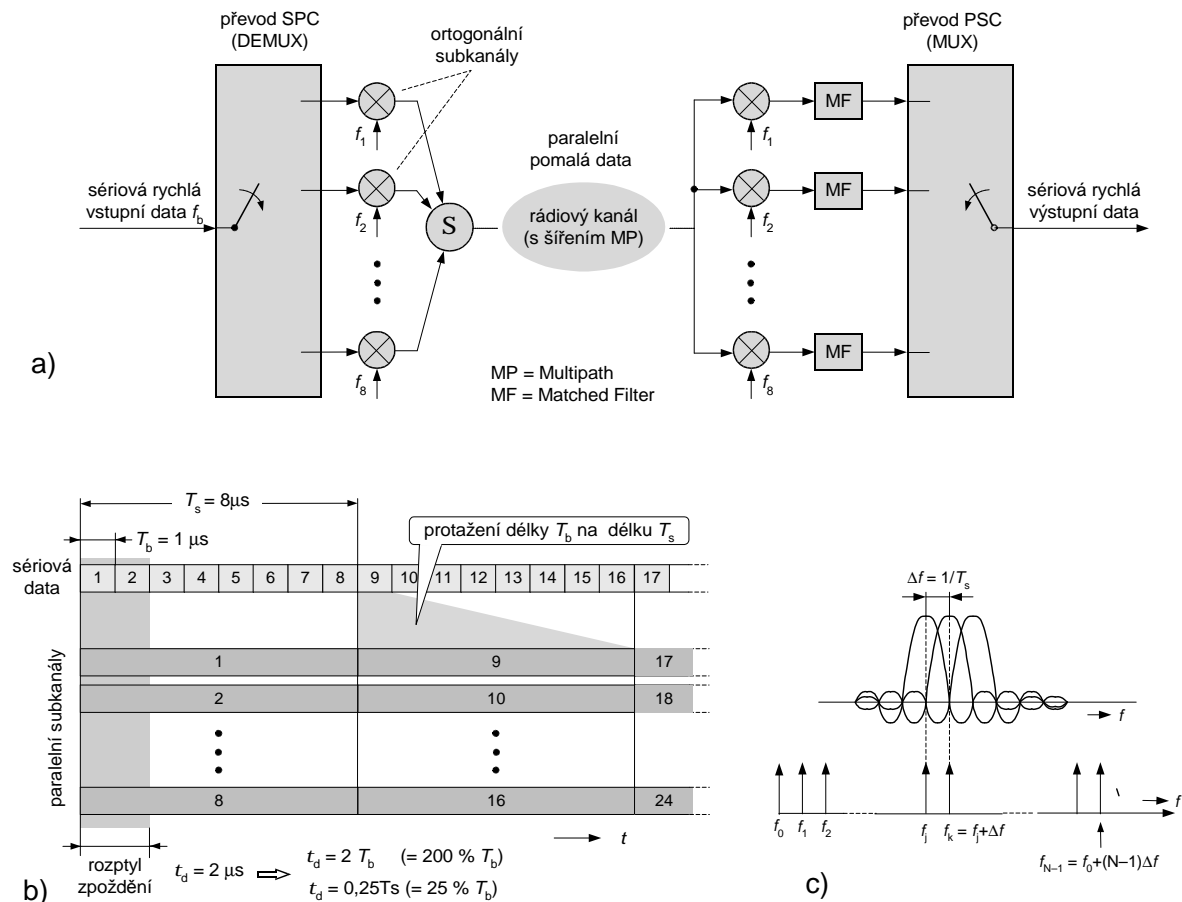 převod SPC
(DEMUX)
ortogonální
subkanály
převod PSC
(MUX)
sériová rychlá
vstupní data fb
f1
f2
f8
S
paralelní
pomalá data
rádiový kanál
(s šířením MP)
MP = Multipath
MF = Matched Filter
f1
f2
f8
MF
MF
MF
sériová rychlá
výstupní data
a)
Ts = 8μs
Tb = 1 μs
protažení délky Tb na délku Ts
sériová
data
1 2 3 4 5 6 7 8 9 10 11 12 13 14 15 16 17
paralelní subkanály
1 9 17
2 10 18
8 16 24
t
rozptyl
zpoždění
td = 2 μs
td = 2 Tb (= 200 % Tb)
td = 0,25Ts (= 25 % Tb)
b)
Δf = 1/Ts
f
f
f0 f1 f2 fj fk = fj+Δf
fN–1 = f0+(N–1)Δf
c)